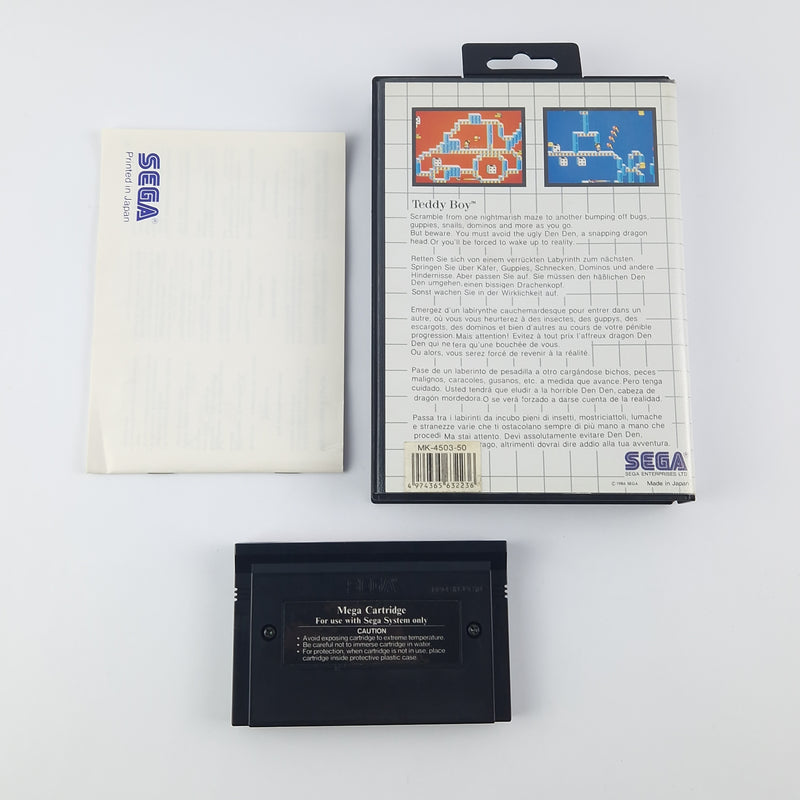 SEGA
Printed in Japan
Teddy Boy™
Scramble from one nightmarish maze to another bumping off bugs,
guppies, snails, dominos and more as you go.
But beware. You must avoid the ugly Den Den, a snapping dragon
head. Or you'll be forced to wake up to reality.
Retten Sie sich von einem verrückten Labyrinth zum nächsten.
Springen Sie über Käfer, Guppies, Schnecken, Dominos und andere
Hindernisse. Aber passen Sie auf. Sie müssen den häßlichen Den
Den umgehen, einen bissigen Drachenkopf.
Sonst wachen Sie in der Wirklichkeit auf.
Emergez d'un labirynthe cauchemardesque pour entrer dans un
autre, où vous vous heurterez à des insectes, des guppys, des
escargots, des dominos et bien d'autres au cours de votre pénible
progression. Mais attention! Evitez à tout prix l'affreux dragon Den
Den qui ne fera qu'une bouchée de vous.
Ou alors, vous serez forcé de revenir à la réalité.
Pase de un laberinto de pesadilla a otro cargándose bichos, peces
malignos, caracoles, gusanos, etc. a medida que avance. Pero tenga
cuidado. Usted tendrá que eludir a la horrible Den Den, cabeza de
dragón mordedora. O se verá forzado a darse cuenta de la realidad.
Passa tra i labirinti da incubo pieni di insetti, mostriciattoli, lumache
e stranezze varie che ti ostacolano sempre di più mano a mano che
procedi. Ma stai attento. Devi assolutamente evitare Den Den,
rago, altrimenti dovrai dire addio alla tua avventura.
MK-4503-50
4 974365 632236
SEGA®
SEGA ENTERPRISES LTD.
© 1986 SEGA Made in Japan
SEGA
Mega Cartridge
For use with Sega System only
CAUTION
• Avoid exposing cartridge to extreme temperature.
• Be careful not to immerse cartridge in water
• For protection, when cartridge is not in use, place
cartridge inside protective plastic case.